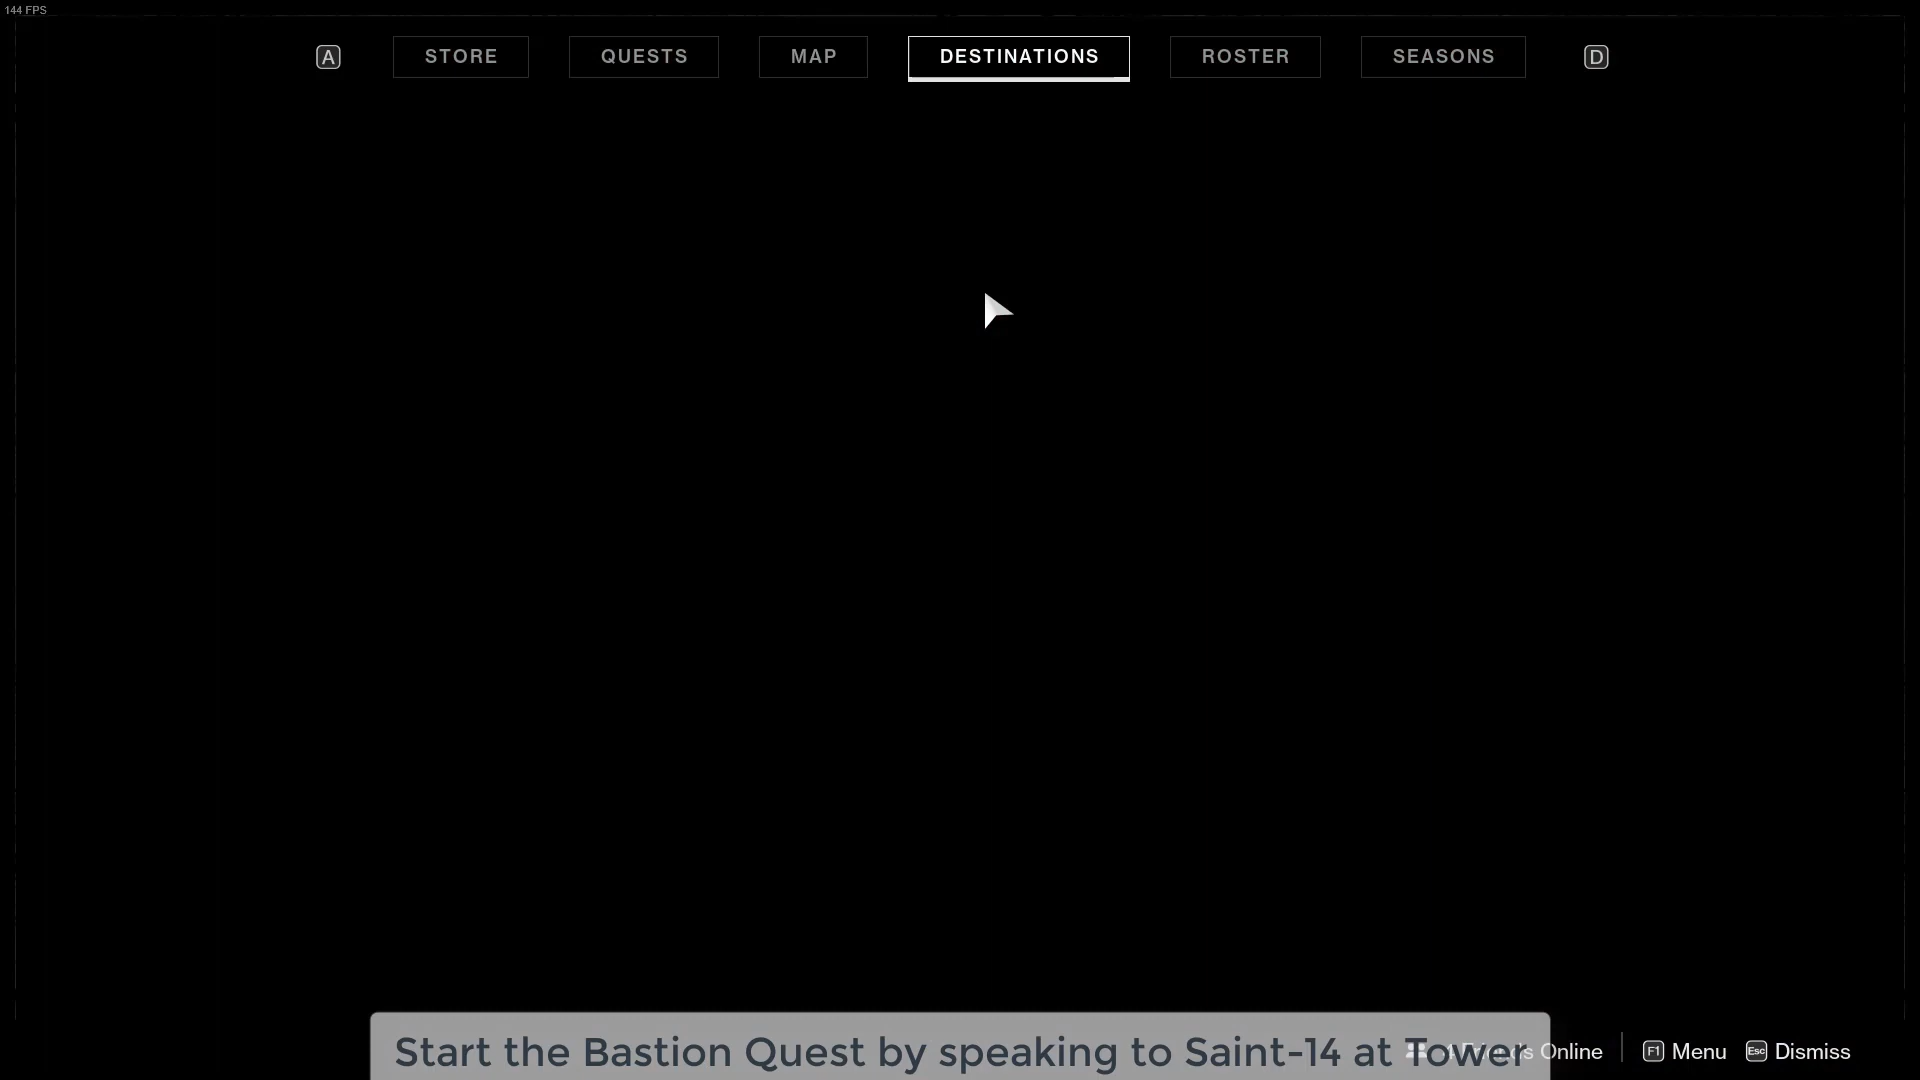 144 FPS
A STORE QUESTS MAP DESTINATIONS ROSTER SEASONS D
Start the Bastion Quest by speaking to Saint-14 at Tower
Online F1 Menu Esc Dismiss